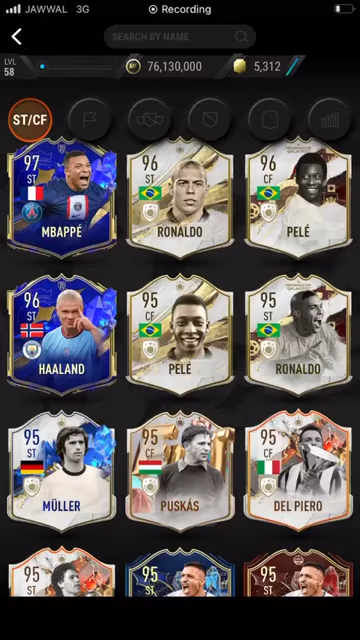 JAWWAL 3G
Recording
SEARCH BY NAME
LVL
58
76,130,000
5,312
ST/CF
97
ST
MBAPPÉ
96
ST
RONALDO
96
CF
PELÉ
96
ST
HAALAND
95
CF
PELÉ
95
ST
RONALDO
95
ST
MÜLLER
95
CF
PUSKÁS
95
CF
DEL PIERO
95
95
95